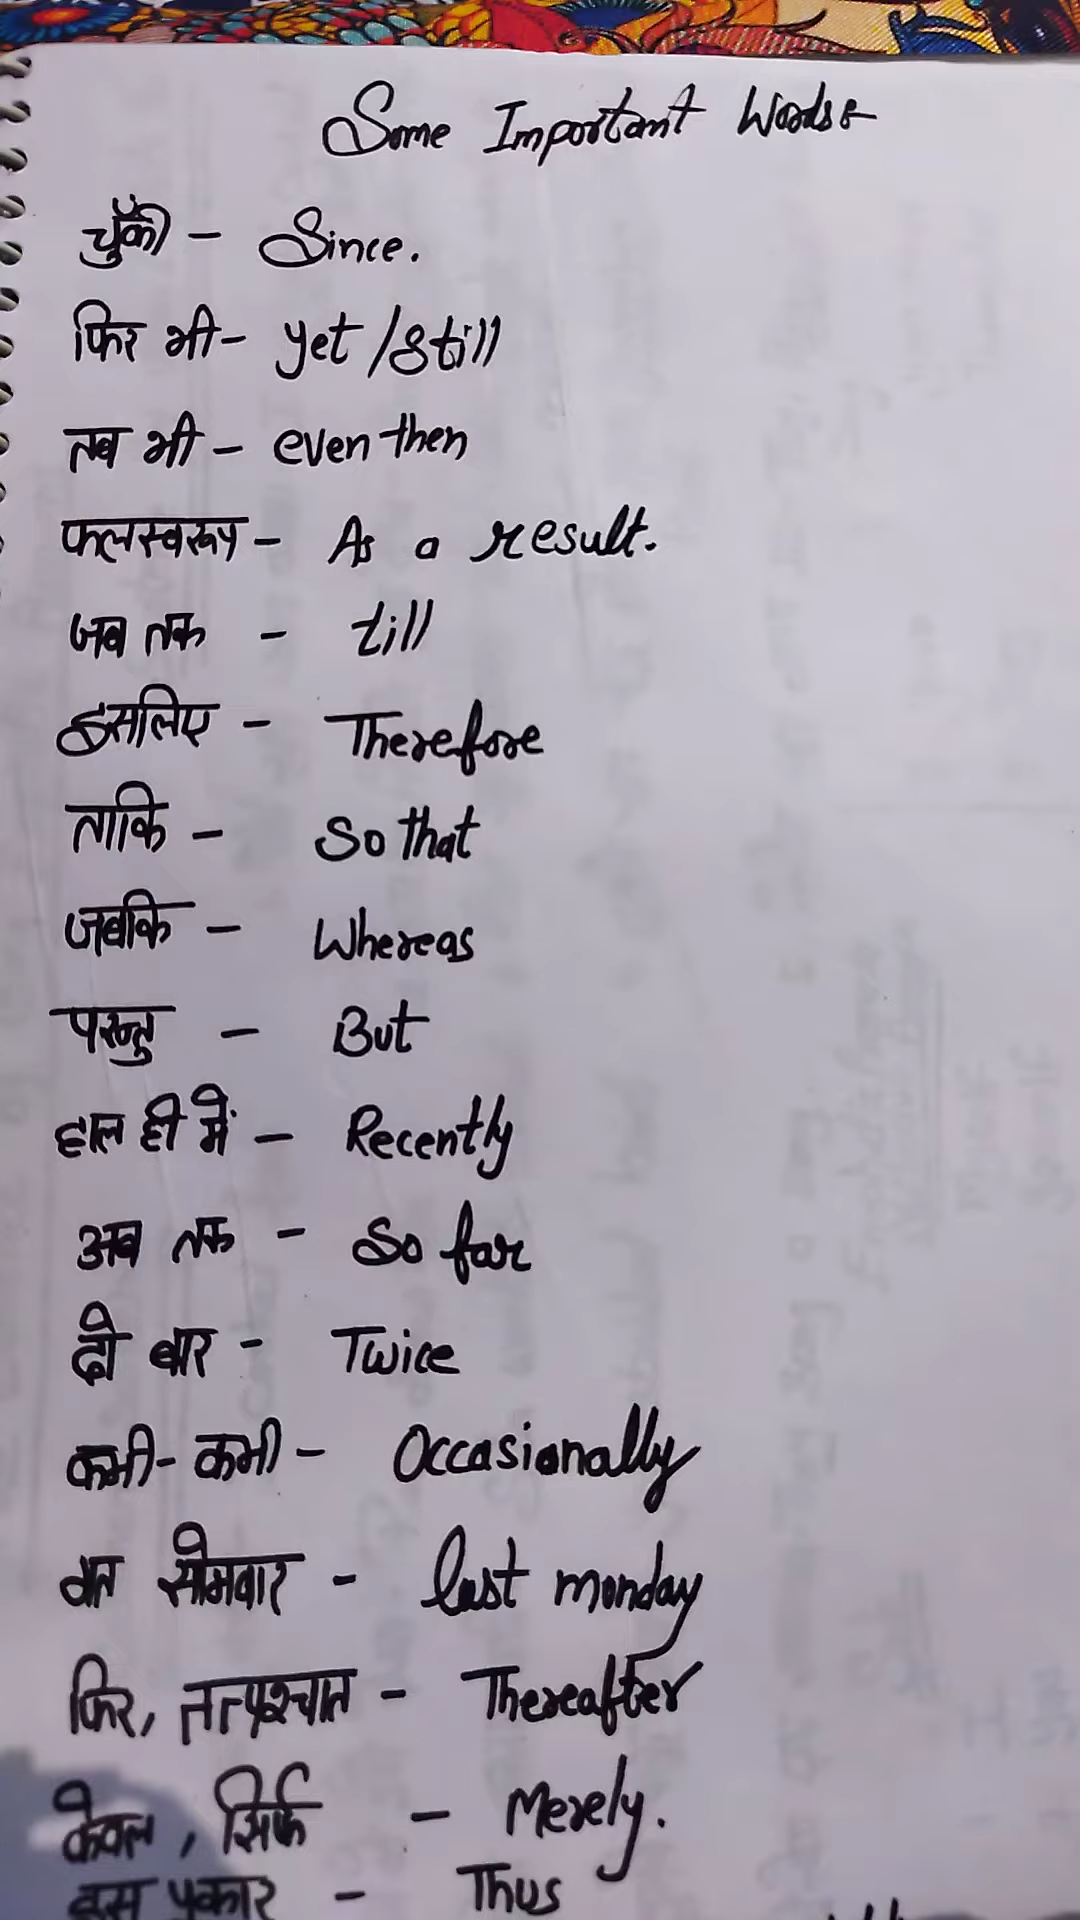 Some Important Words :-
चुँकी - Since.
फिर भी - yet /still
तब भी - even then
फलस्वरूप - As a result.
जब तक - till
इसलिए - Therefore
ताकि - So that
जबकि - Whereas
परन्तु - But
हाल ही में - Recently
अब तक - So far
दो बार - Twice
कभी-कभी - Occasionally
गत सोमवार - last monday
फिर, तत्पश्चात - Thereafter
केवल, सिर्फ - Merely.
इस प्रकार - Thus